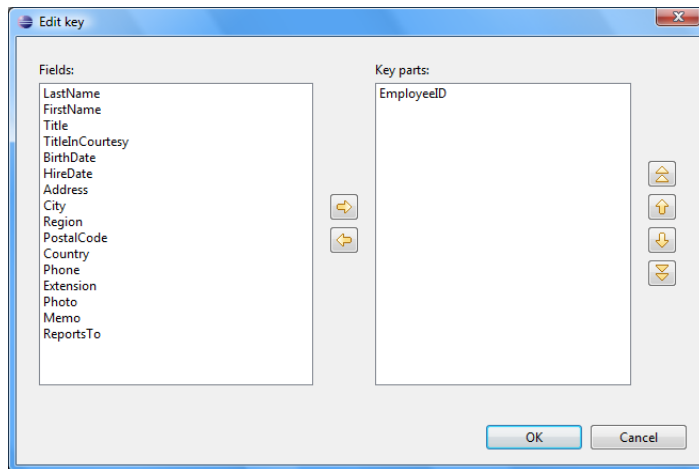 Edit key
Fields:
LastName
FirstName
Title
TitleInCourtesy
BirthDate
HireDate
Address
City
Region
PostalCode
Country
Phone
Extension
Photo
Memo
ReportsTo
Key parts:
EmployeeID
OK
Cancel